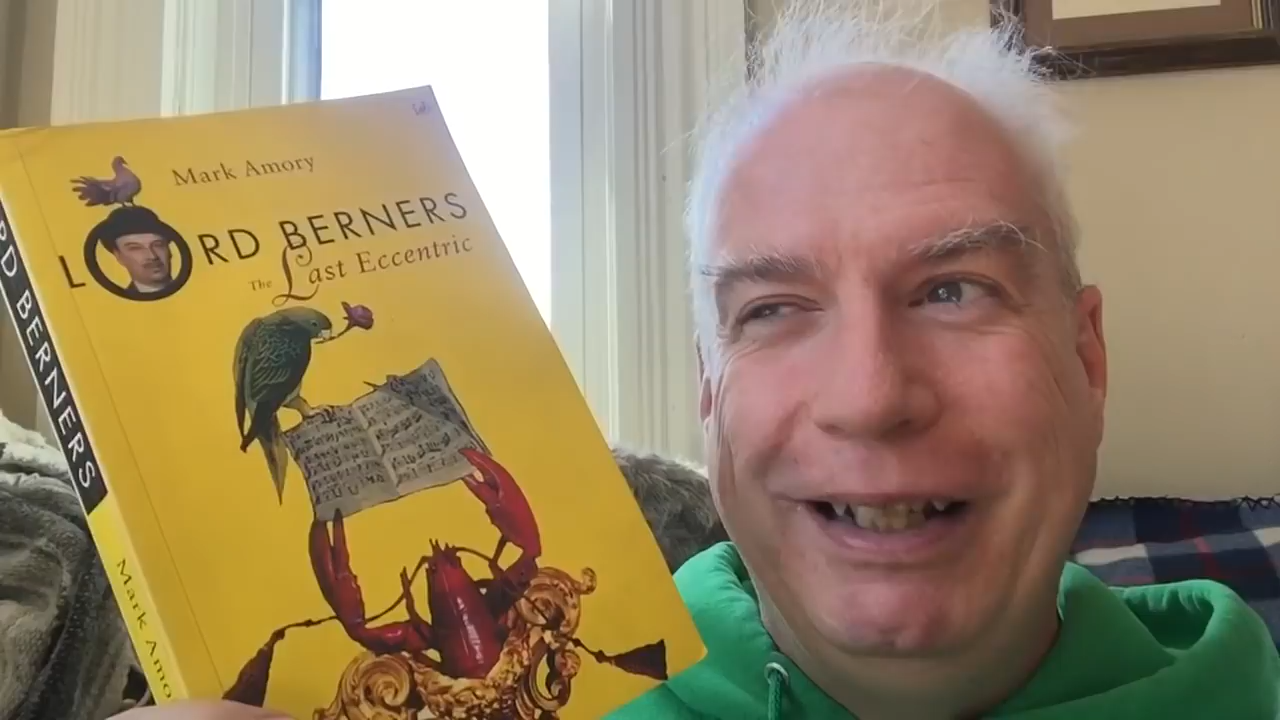 Mark Amory
LORD BERNERS
The Last Eccentric
RD BERNERS
Mark Amo